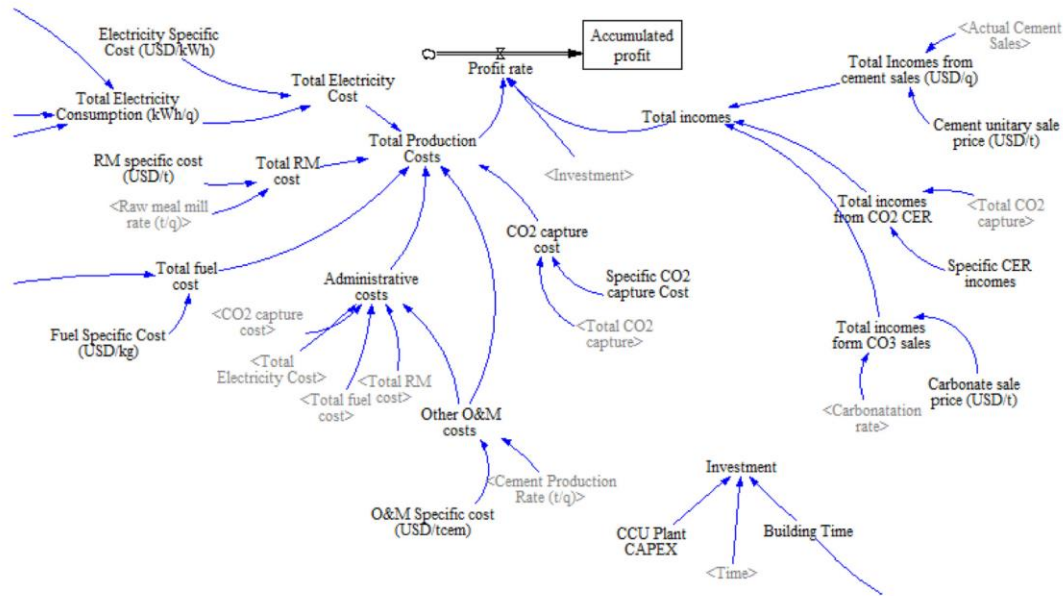 Electricity Specific
Cost (USD/kWh)
Accumulated
profit
<Actual Cement
Sales>
Profit rate
Total Incomes from
cement sales (USD/q)
Total Electricity
Cost
Total Electricity
Consumption (kWh/q)
Total incomes
Cement unitary sale
price (USD/t)
Total Production
Costs
RM specific cost
(USD/t)
Total RM
cost
<Investment>
<Raw meal mill
rate (t/q)>
Total incomes
from CO2 CER
<Total CO2
capture>
CO2 capture
cost
Specific CER
incomes
Total fuel
cost
Administrative
costs
Specific CO2
capture Cost
<CO2 capture
cost>
<Total CO2
capture>
Fuel Specific Cost
(USD/kg)
Total incomes
form CO3 sales
<Total
Electricity Cost>
<Total RM
cost>
Carbonate sale
price (USD/t)
<Total fuel
cost>
Other O&M
costs
<Carbonatation
rate>
<Cement Production
Rate (t/q)>
Investment
O&M Specific cost
(USD/tcem)
CCU Plant
CAPEX
Building Time
<Time>